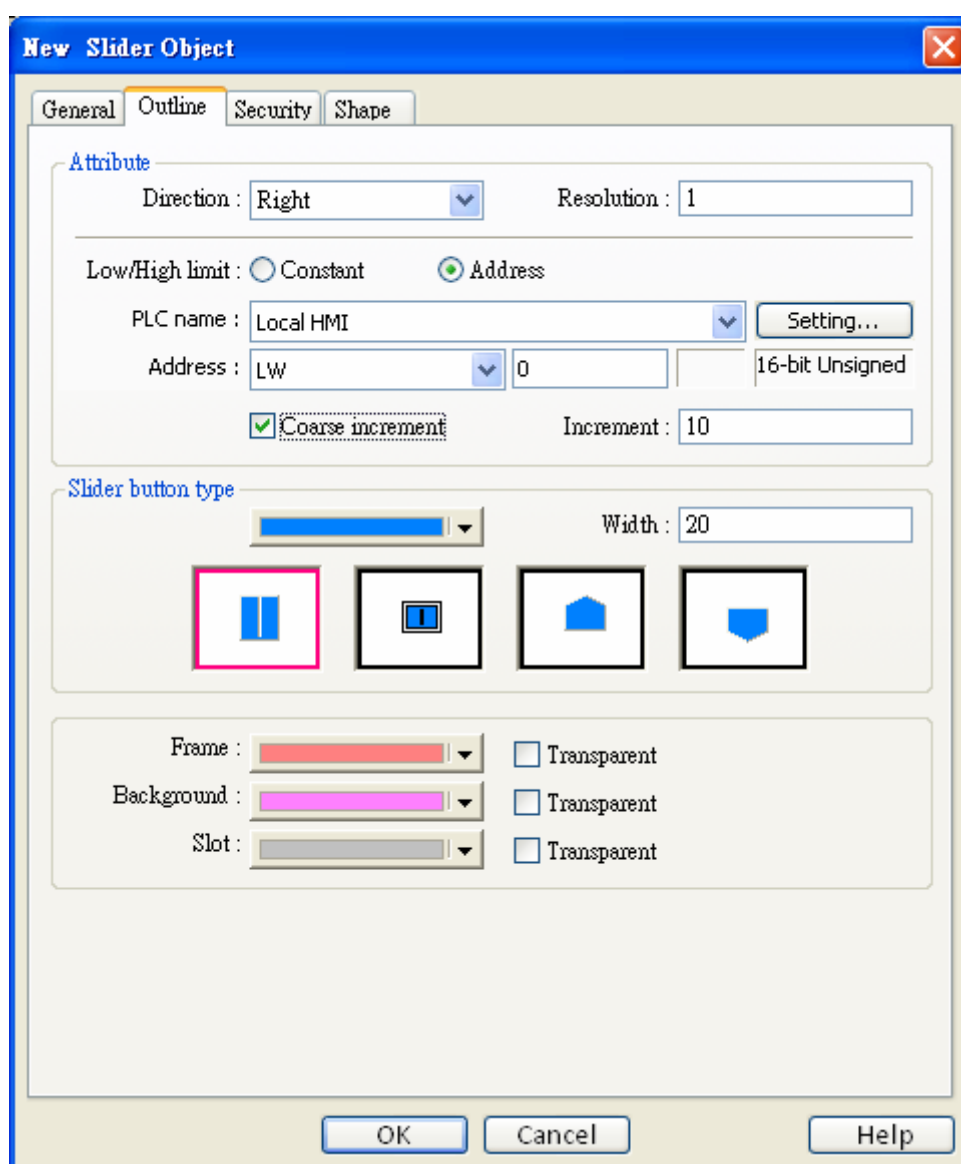 New Slider Object
General Outline Security Shape
Attribute
Direction : Right Resolution : 1
Low/High limit : Constant Address
PLC name : Local HMI Setting...
Address : LW 0 16-bit Unsigned
Coarse increment Increment : 10
Slider button type
Width : 20
Frame : Transparent
Background : Transparent
Slot : Transparent
OK Cancel Help